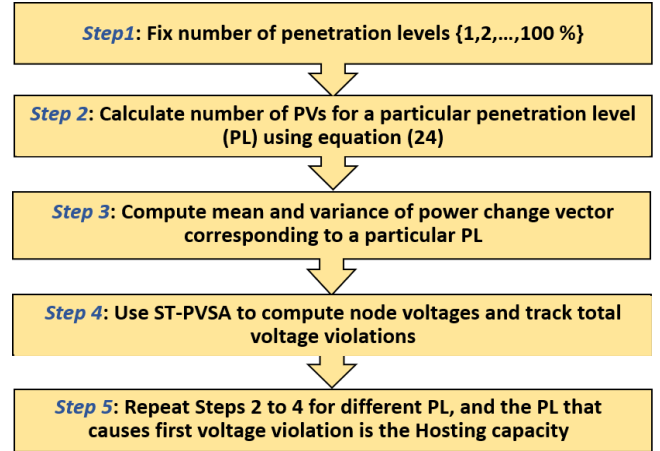 Step1: Fix number of penetration levels {1,2,...,100 %}
Step 2: Calculate number of PVs for a particular penetration level
(PL) using equation (24)
Step 3: Compute mean and variance of power change vector
corresponding to a particular PL
Step 4: Use ST-PVSA to compute node voltages and track total
voltage violations
Step 5: Repeat Steps 2 to 4 for different PL, and the PL that
causes first voltage violation is the Hosting capacity